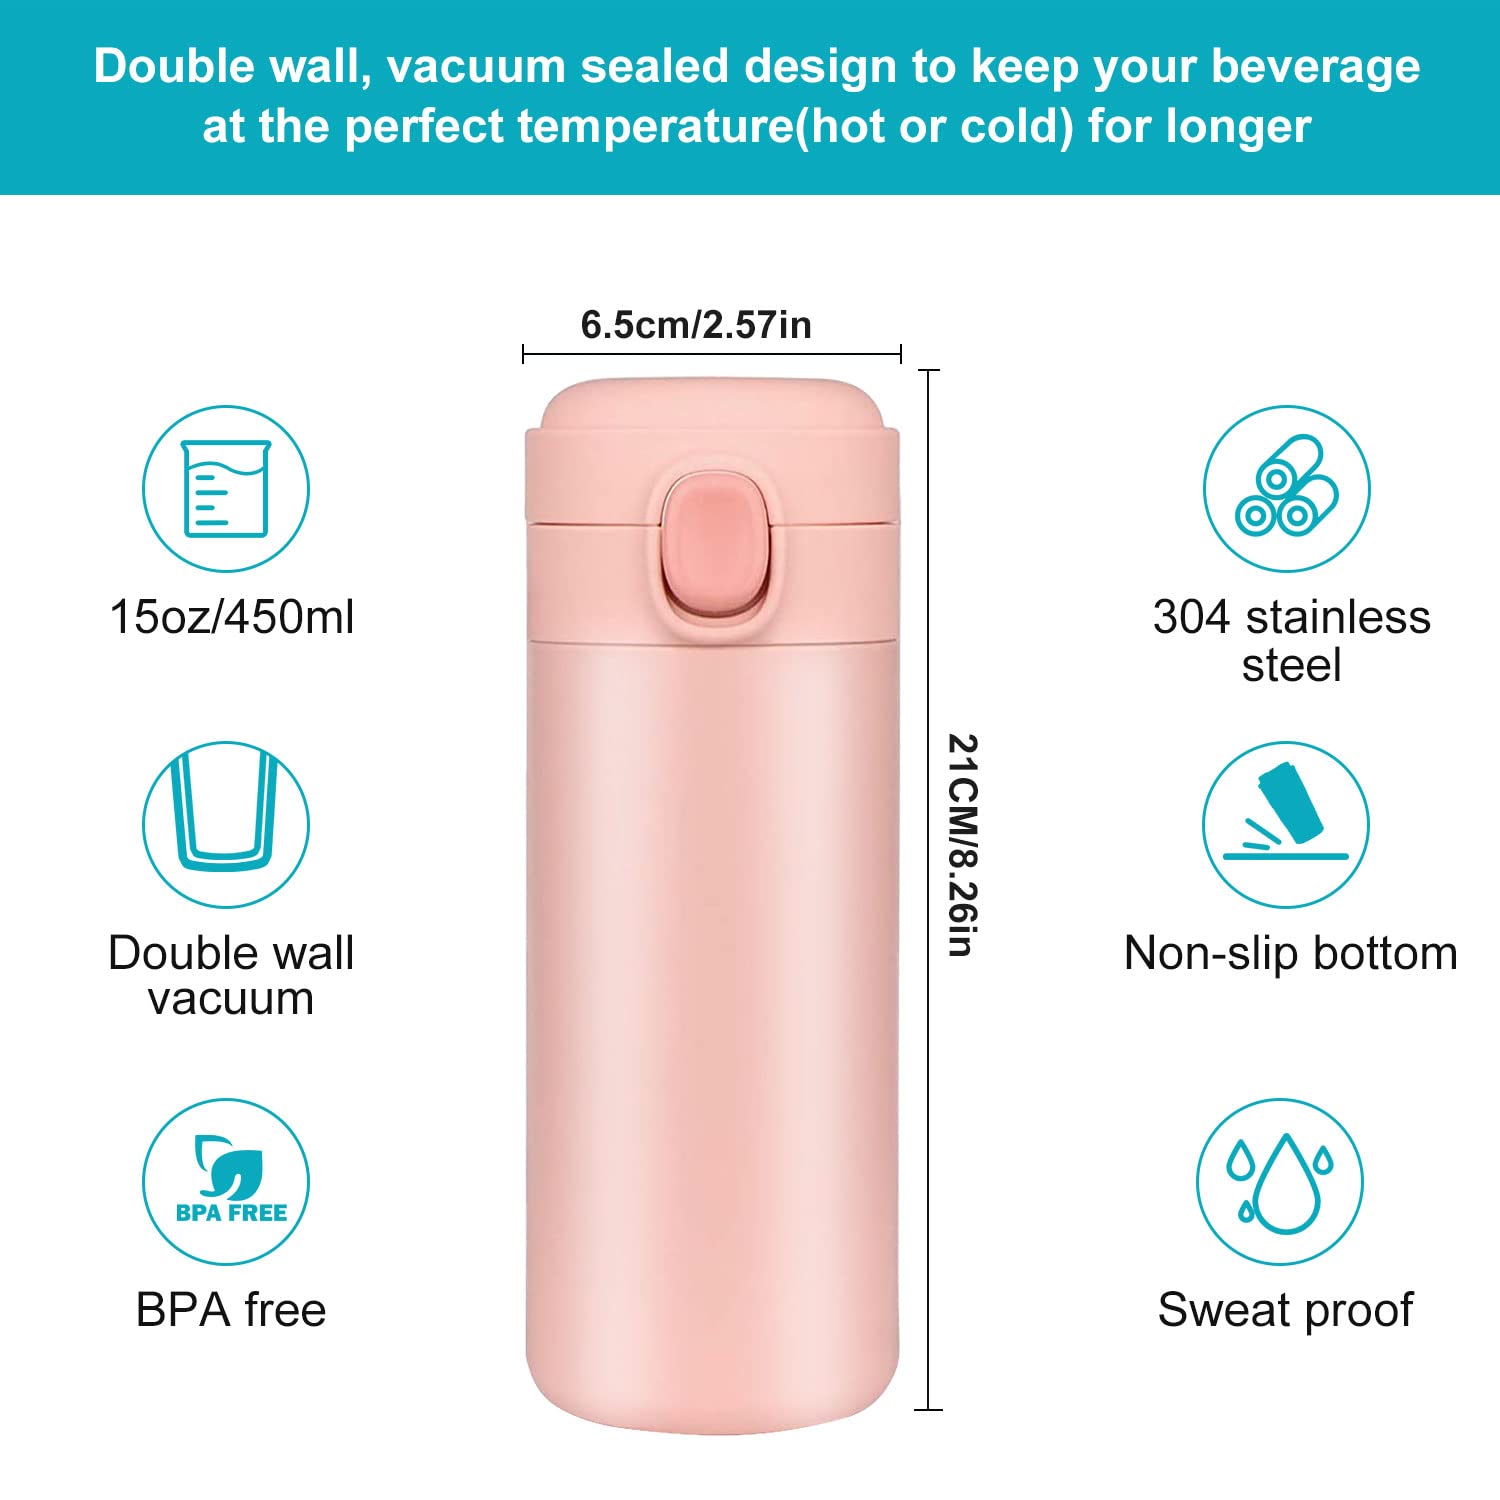 Double wall, vacuum sealed design to keep your beverage
at the perfect temperature(hot or cold) for longer
6.5cm/2.57in
21CM/8.26in
15oz/450ml
304 stainless
steel
Double wall
vacuum
Non-slip bottom
BPA FREE
BPA free
Sweat proof